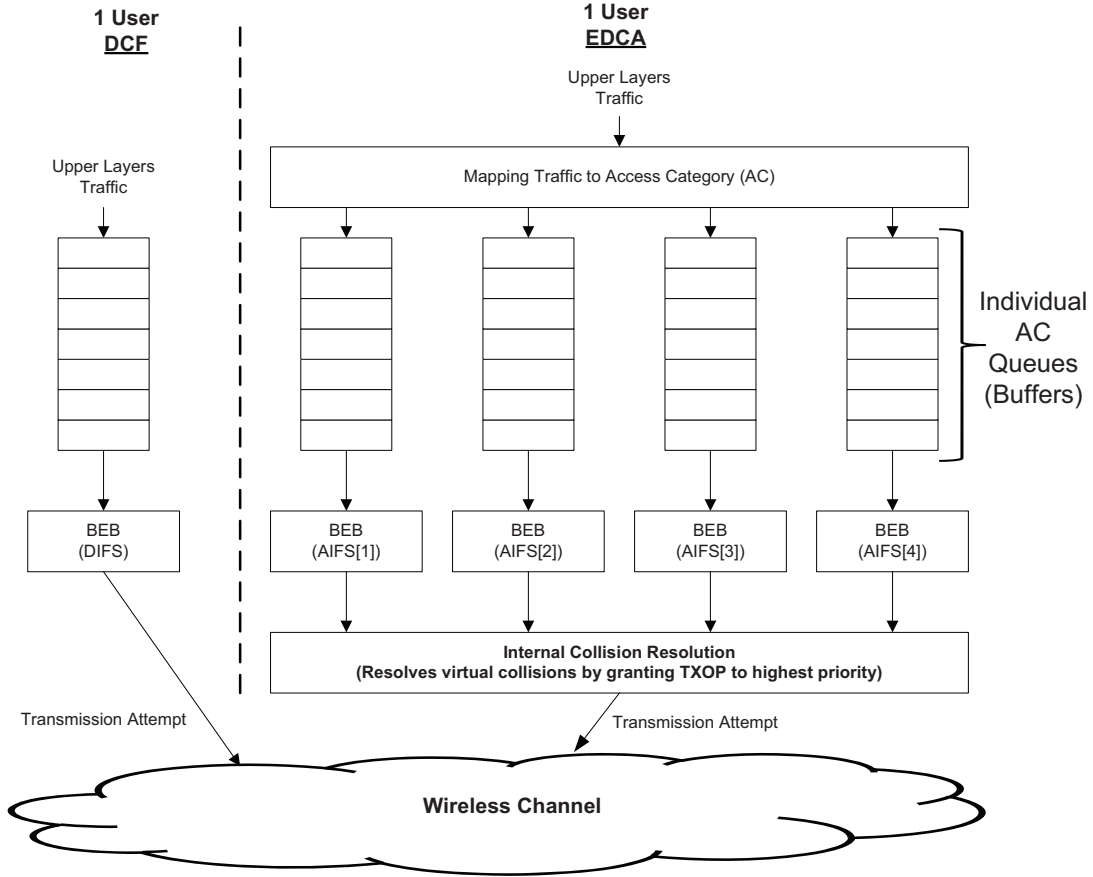 1 User
DCF
1 User
EDCA
Upper Layers
Traffic
Upper Layers
Traffic
Mapping Traffic to Access Category (AC)
Individual
AC
Queues
(Buffers)
BEB
(DIFS)
BEB
(AIFS[1])
BEB
(AIFS[2])
BEB
(AIFS[3])
BEB
(AIFS[4])
Internal Collision Resolution
(Resolves virtual collisions by granting TXOP to highest priority)
Transmission Attempt
Transmission Attempt
Wireless Channel